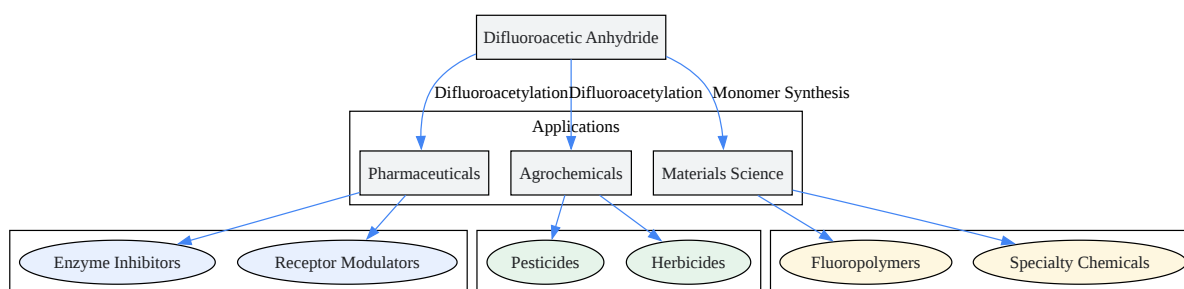 Difluoroacetic Anhydride
Difluoroacetylation
Difluoroacetylation
Monomer Synthesis
Applications
Pharmaceuticals
Agrochemicals
Materials Science
Enzyme Inhibitors
Receptor Modulators
Pesticides
Herbicides
Fluoropolymers
Specialty Chemicals